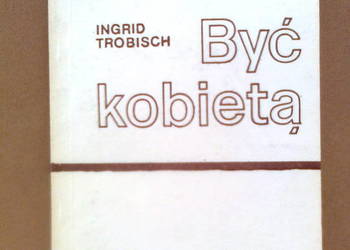 INGRID
TROBISCH
Być
kobietą